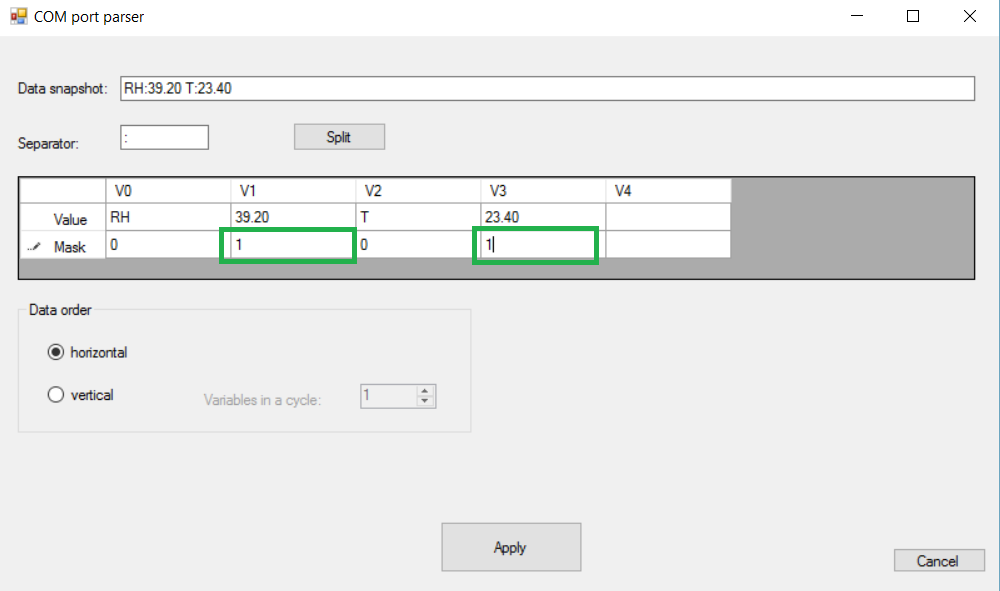 COM port parser
Data snapshot: RH:39.20 T:23.40
Separator: : Split
V0 V1 V2 V3 V4
Value RH 39.20 T 23.40
Mask 0 1 0 1
Data order
horizontal
vertical Variables in a cycle: 1
Apply
Cancel